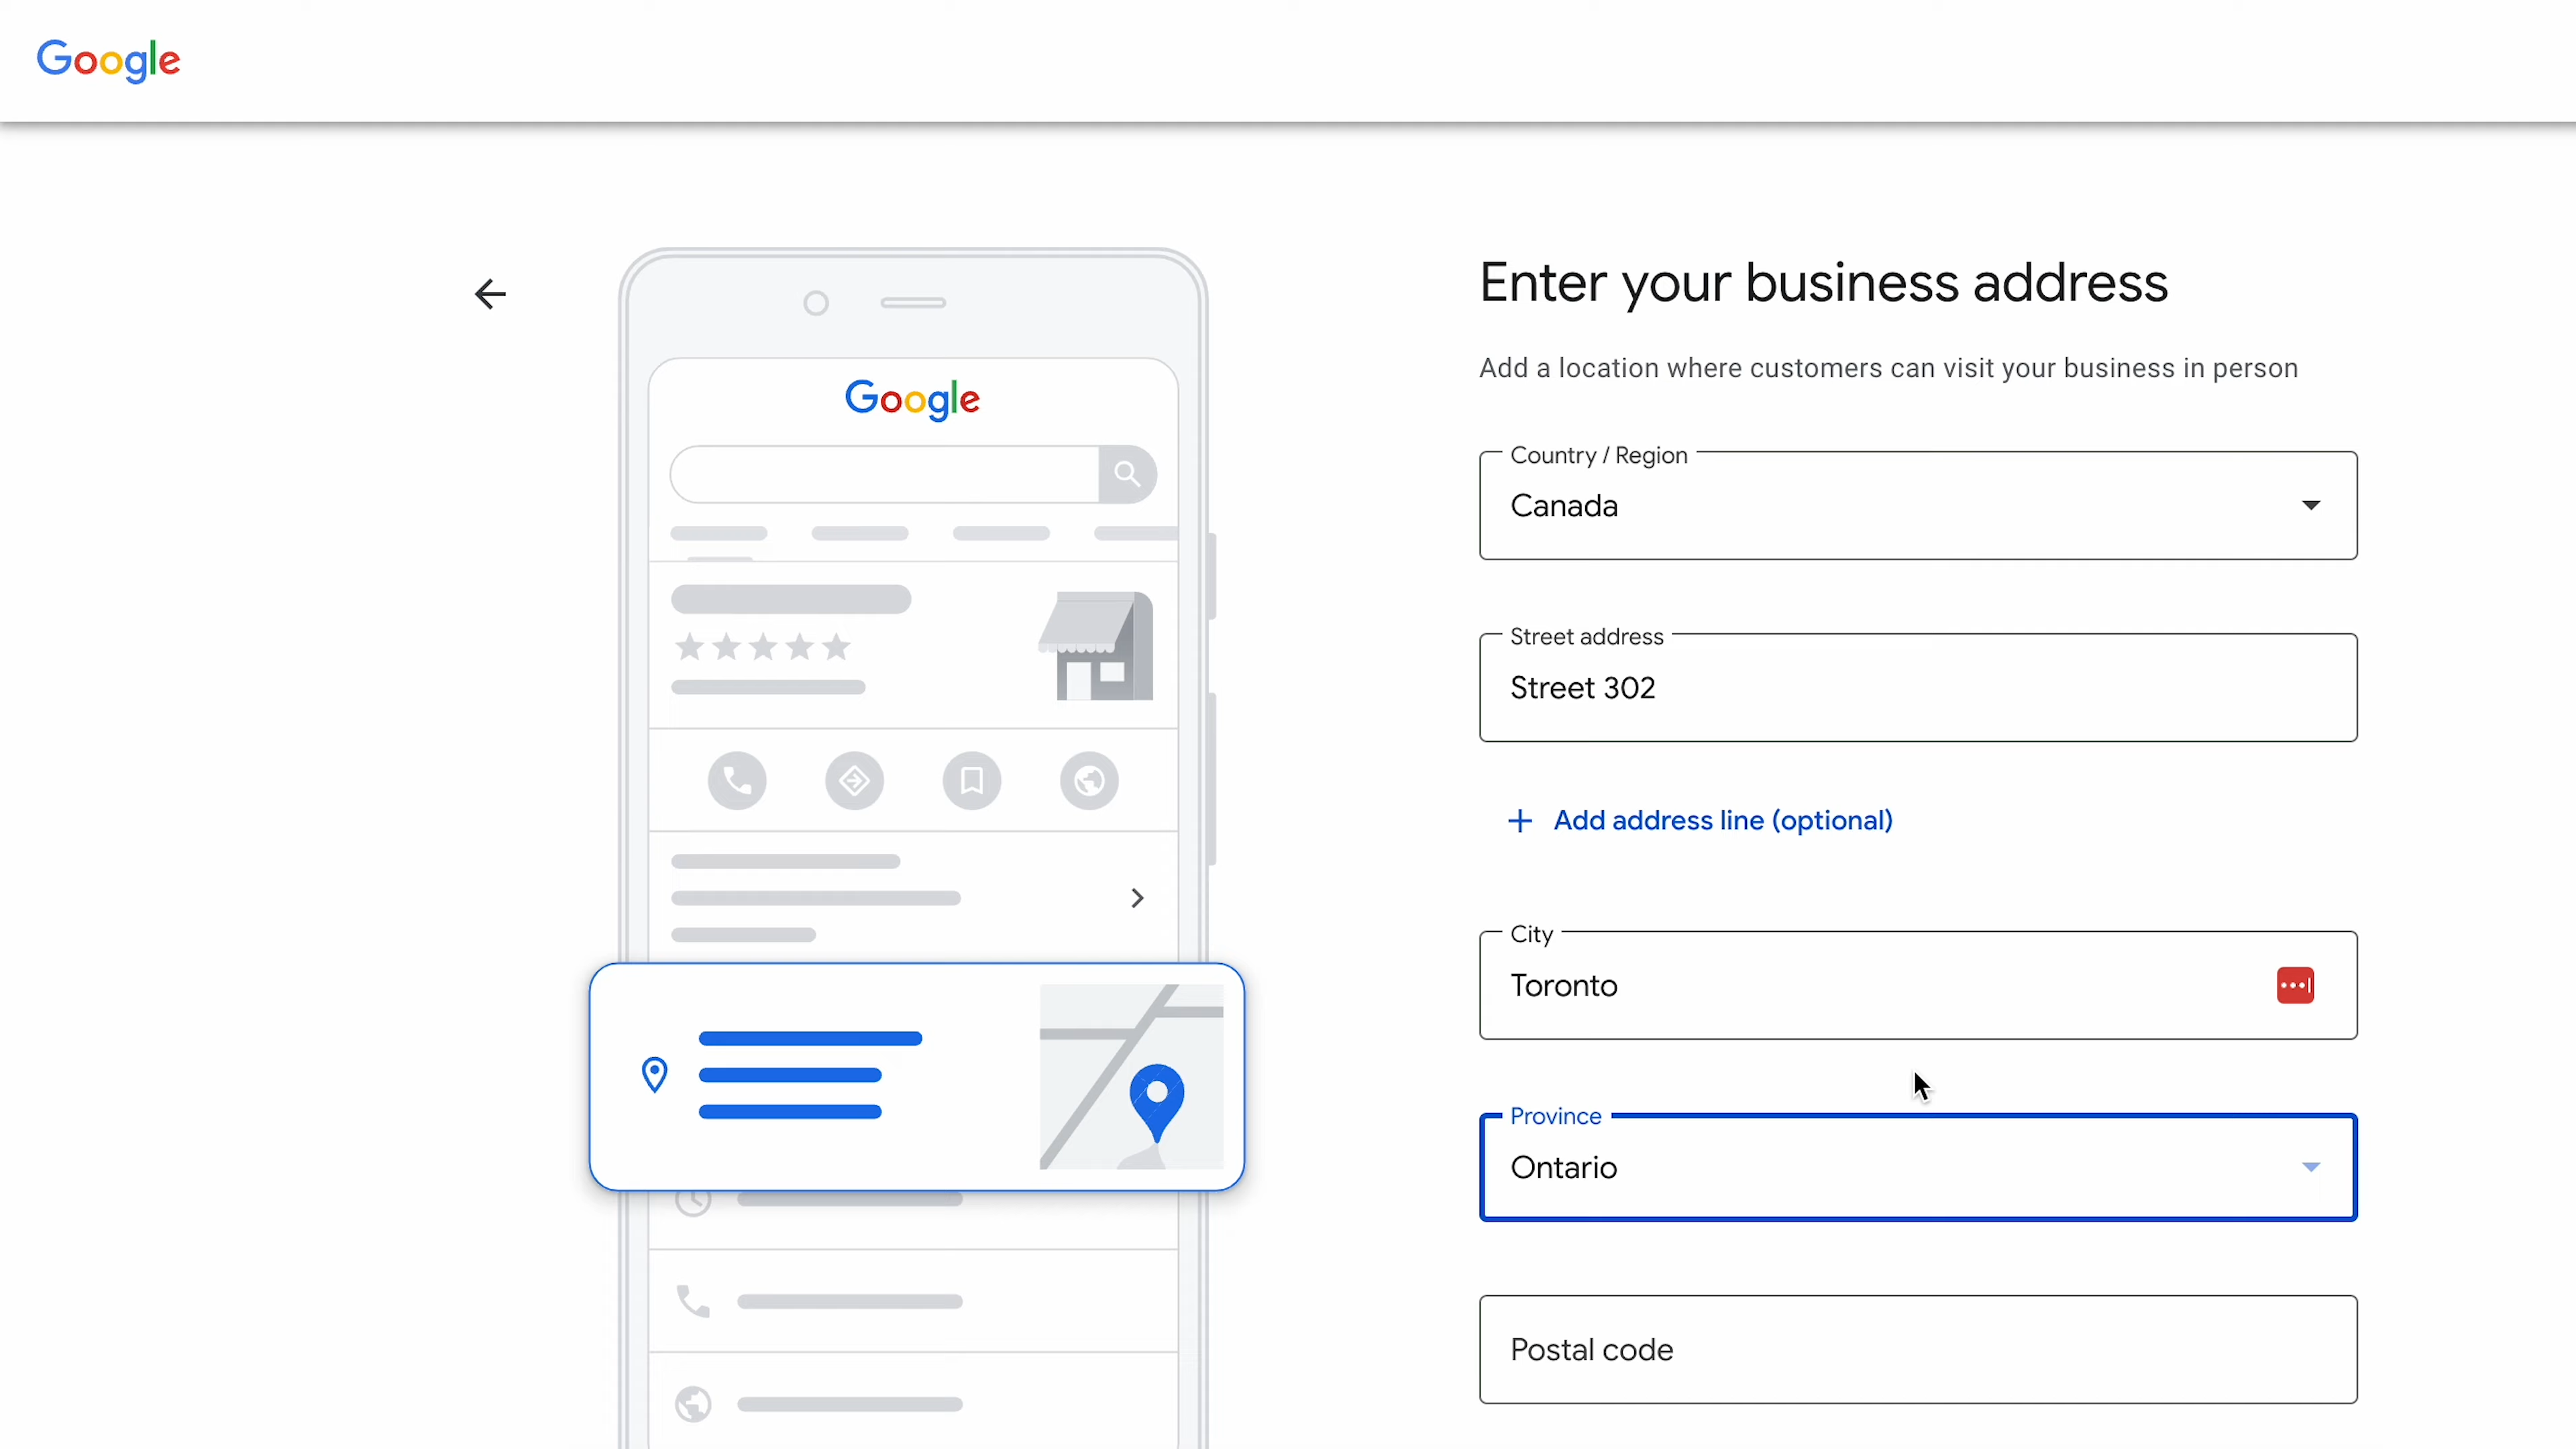 Google
Google
Enter your business address
Add a location where customers can visit your business in person
Country / Region
Canada
Street address
Street 302
Add address line (optional)
City
Toronto
Province
Ontario
Postal code